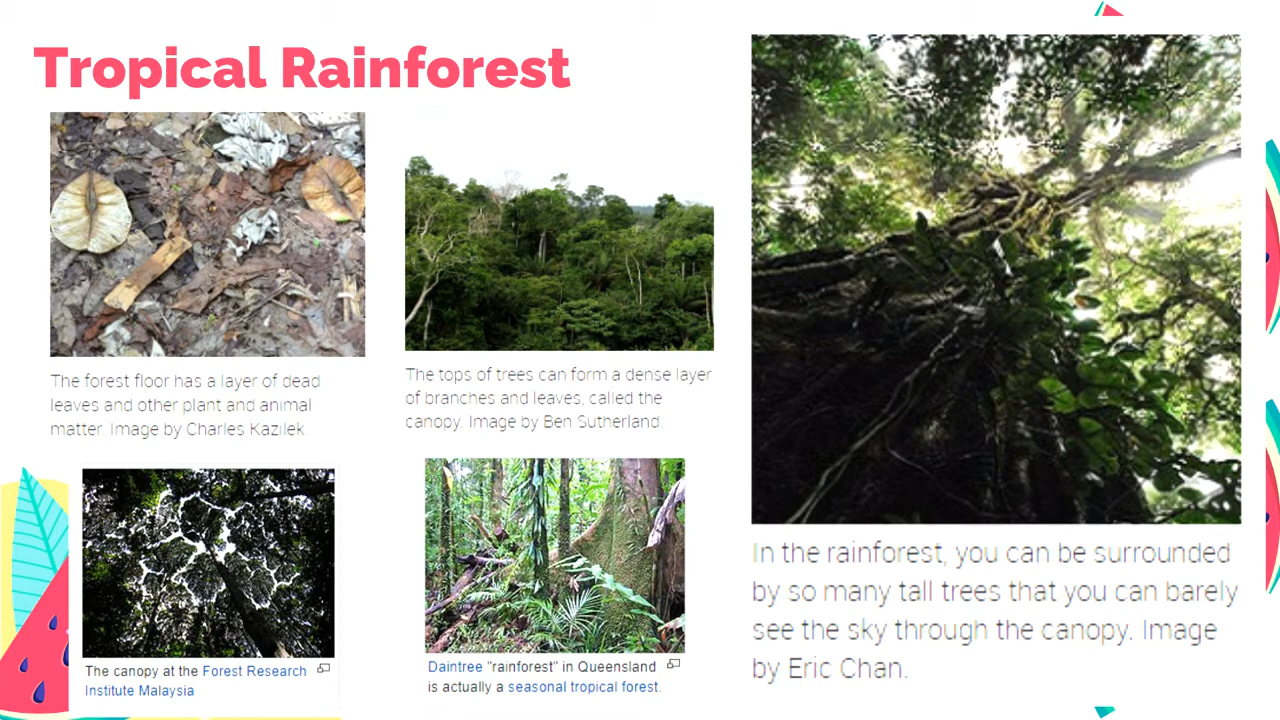 Tropical Rainforest
The forest floor has a layer of dead
leaves and other plant and animal
matter. Image by Charles Kazilek.
The tops of trees can form a dense layer
of branches and leaves, called the
canopy. Image by Ben Sutherland.
The canopy at the Forest Research
Institute Malaysia
Daintree "rainforest" in Queensland
is actually a seasonal tropical forest.
In the rainforest, you can be surrounded
by so many tall trees that you can barely
see the sky through the canopy. Image
by Eric Chan.